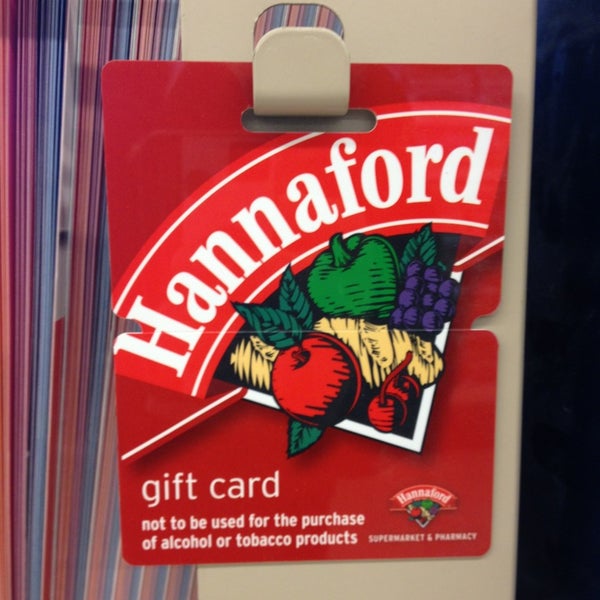 Hannaford
gift card
not to be used for the purchase
of alcohol or tobacco products
Hannaford
SUPERMARKET & PHARMACY